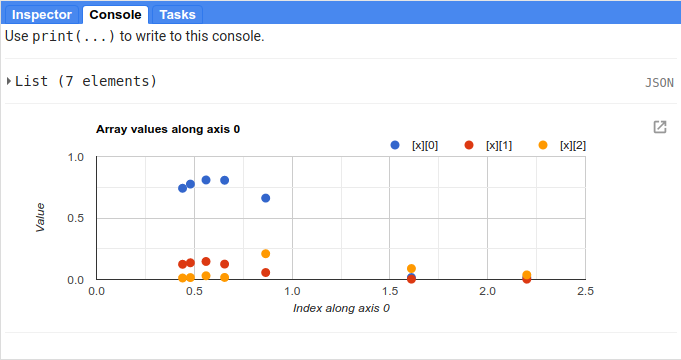 Inspector Console Tasks
Use print(...) to write to this console.
List (7 elements) JSON
Array values along axis 0
[x][0] [x][1] [x][2]
1.0
0.5
0.0
Value
0.0 0.5 1.0 1.5 2.0 2.5
Index along axis 0